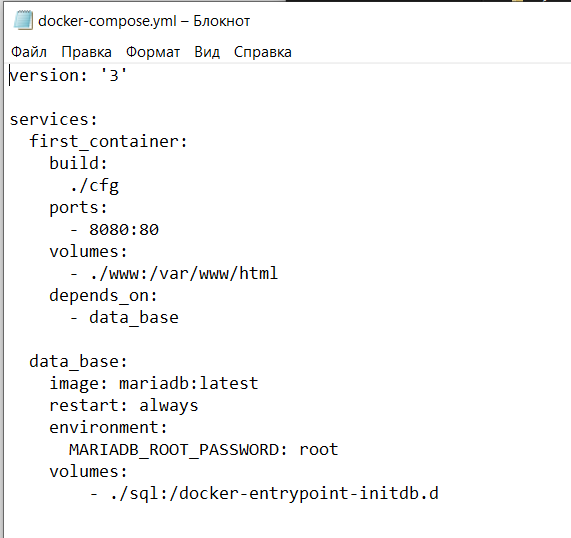 docker-compose.yml – Блокнот
Файл Правка Формат Вид Справка
version: '3'
services:
  first_container:
    build:
      ./cfg
    ports:
      - 8080:80
    volumes:
      - ./www:/var/www/html
    depends_on:
      - data_base
  data_base:
    image: mariadb:latest
    restart: always
    environment:
      MARIADB_ROOT_PASSWORD: root
    volumes:
        - ./sql:/docker-entrypoint-initdb.d